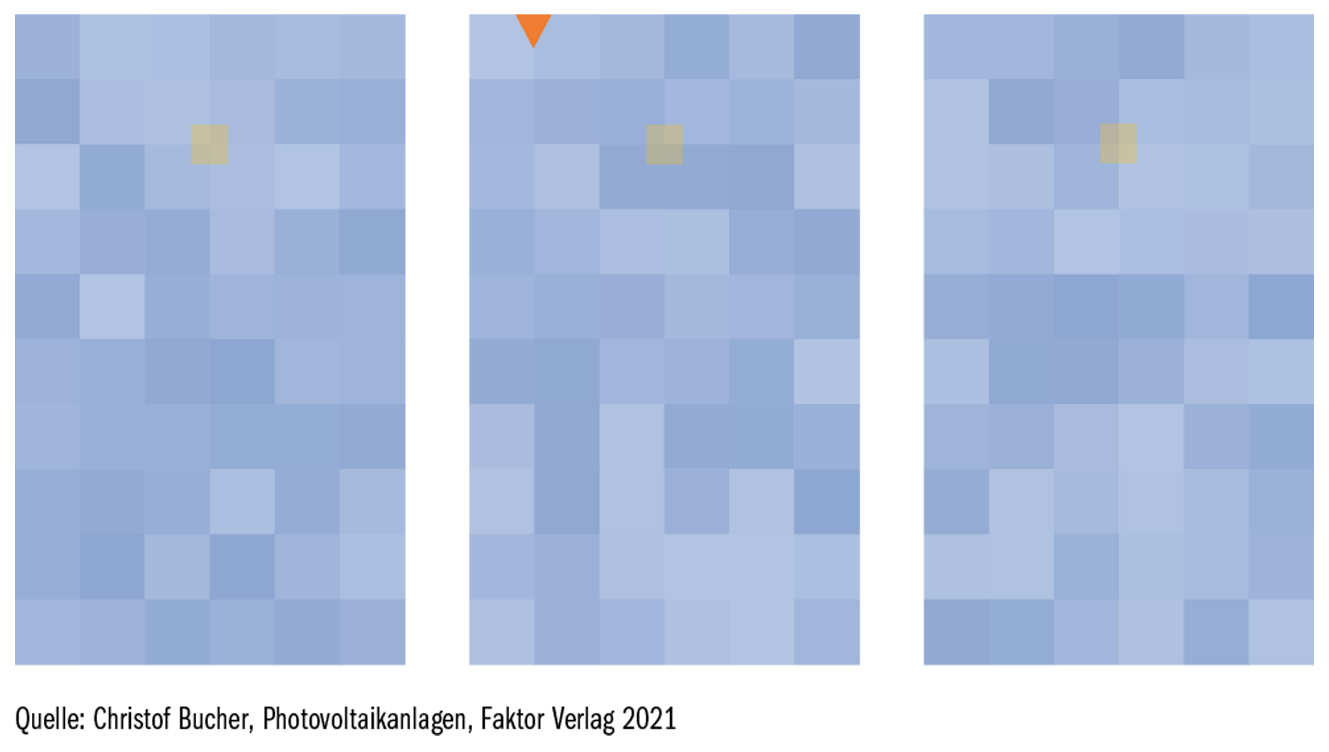 Quelle: Christof Bucher, Photovoltaikanlagen, Faktor Verlag 2021